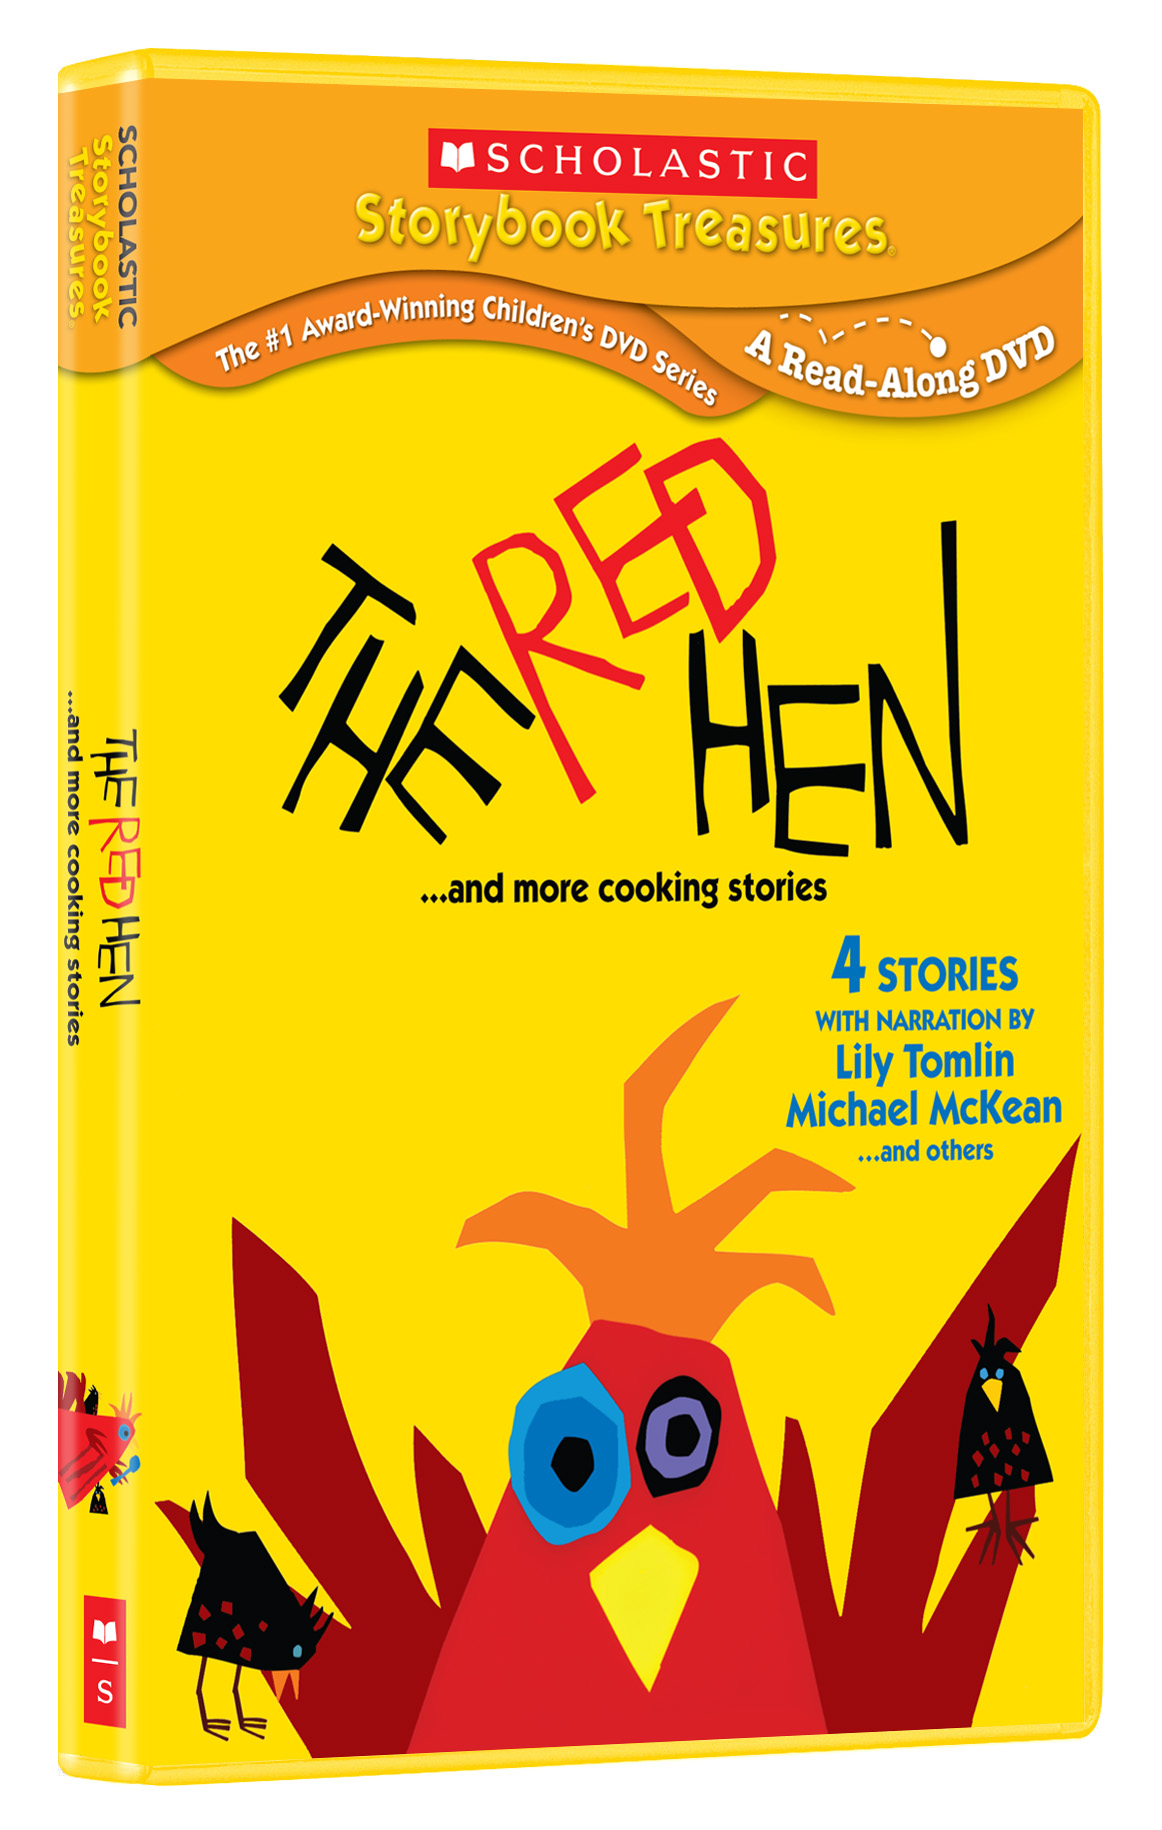 SCHOLASTIC
Storybook Treasures©
The #1 Award-Winning Children's DVD Series
A Read-Along DVD
THE RED HEN
...and more cooking stories
4 STORIES
WITH NARRATION BY
Lily Tomlin
Michael McKean
...and others
SCHOLASTIC
Storybook
Treasures
THE RED HEN
...and more cooking stories
S